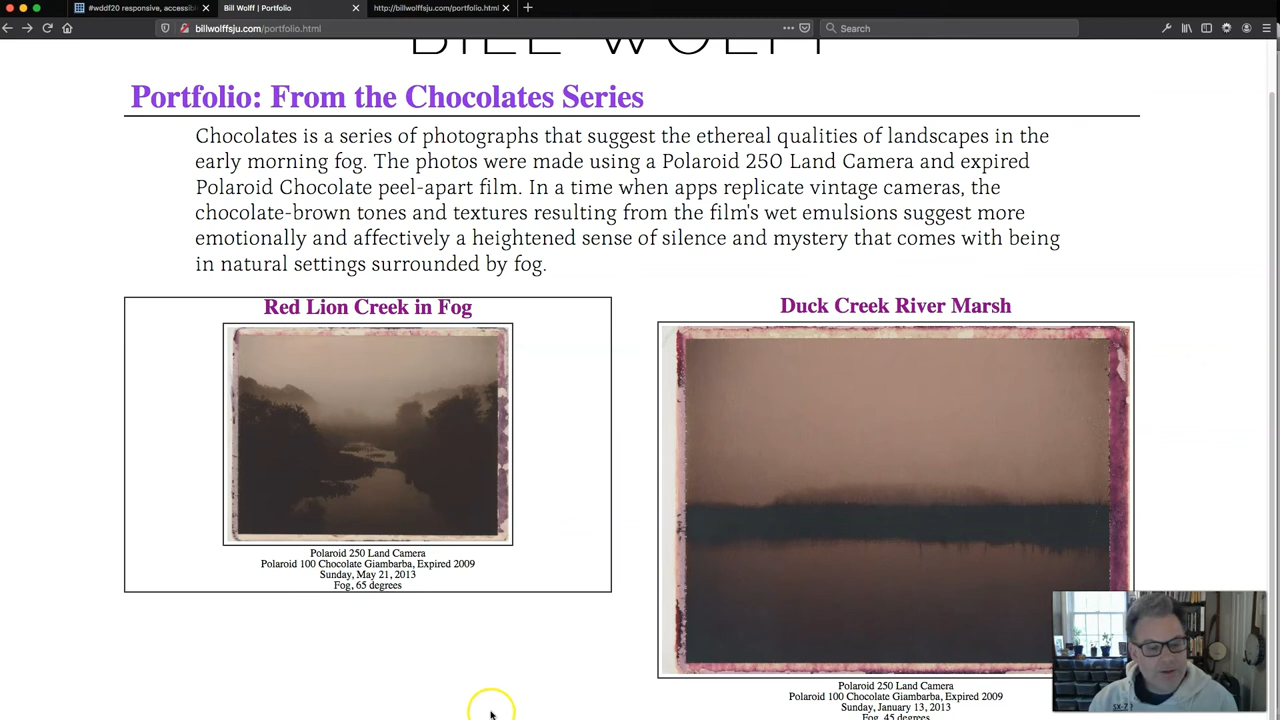 #wddf20 responsive, accessib
Bill Wolff | Portfolio
http://billwolffsju.com/portfolio.html
billwolffsju.com/portfolio.html
Search
BILL WOLFF
Portfolio: From the Chocolates Series
Chocolates is a series of photographs that suggest the ethereal qualities of landscapes in the
early morning fog. The photos were made using a Polaroid 250 Land Camera and expired
Polaroid Chocolate peel-apart film. In a time when apps replicate vintage cameras, the
chocolate-brown tones and textures resulting from the film's wet emulsions suggest more
emotionally and affectively a heightened sense of silence and mystery that comes with being
in natural settings surrounded by fog.
Red Lion Creek in Fog
Polaroid 250 Land Camera
Polaroid 100 Chocolate Giambarba, Expired 2009
Sunday, May 21, 2013
Fog, 65 degrees
Duck Creek River Marsh
Polaroid 250 Land Camera
Polaroid 100 Chocolate Giambarba, Expired 2009
Sunday, January 13, 2013
Fog, 45 degrees